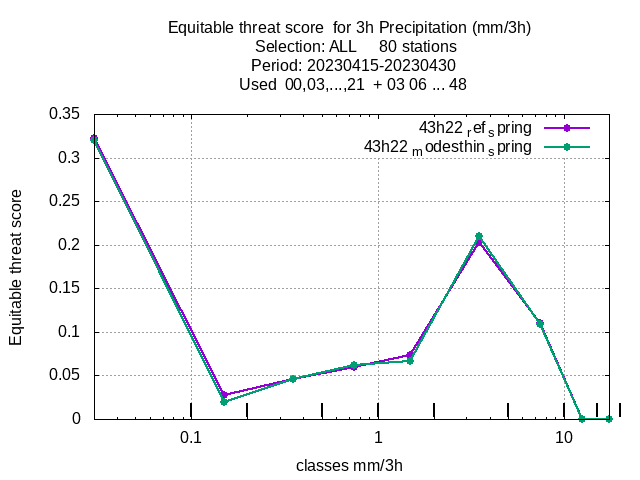 Equitable threat score  for 3h Precipitation (mm/3h)
Selection: ALL     80 stations
Period: 20230415-20230430
Used  00,03,...,21  + 03 06 ... 48
43h22 ref spring
43h22 modesthin spring
0.35
0.3
0.25
0.2
0.15
0.1
0.05
0
Equitable threat score
0.1 1 10
classes mm/3h